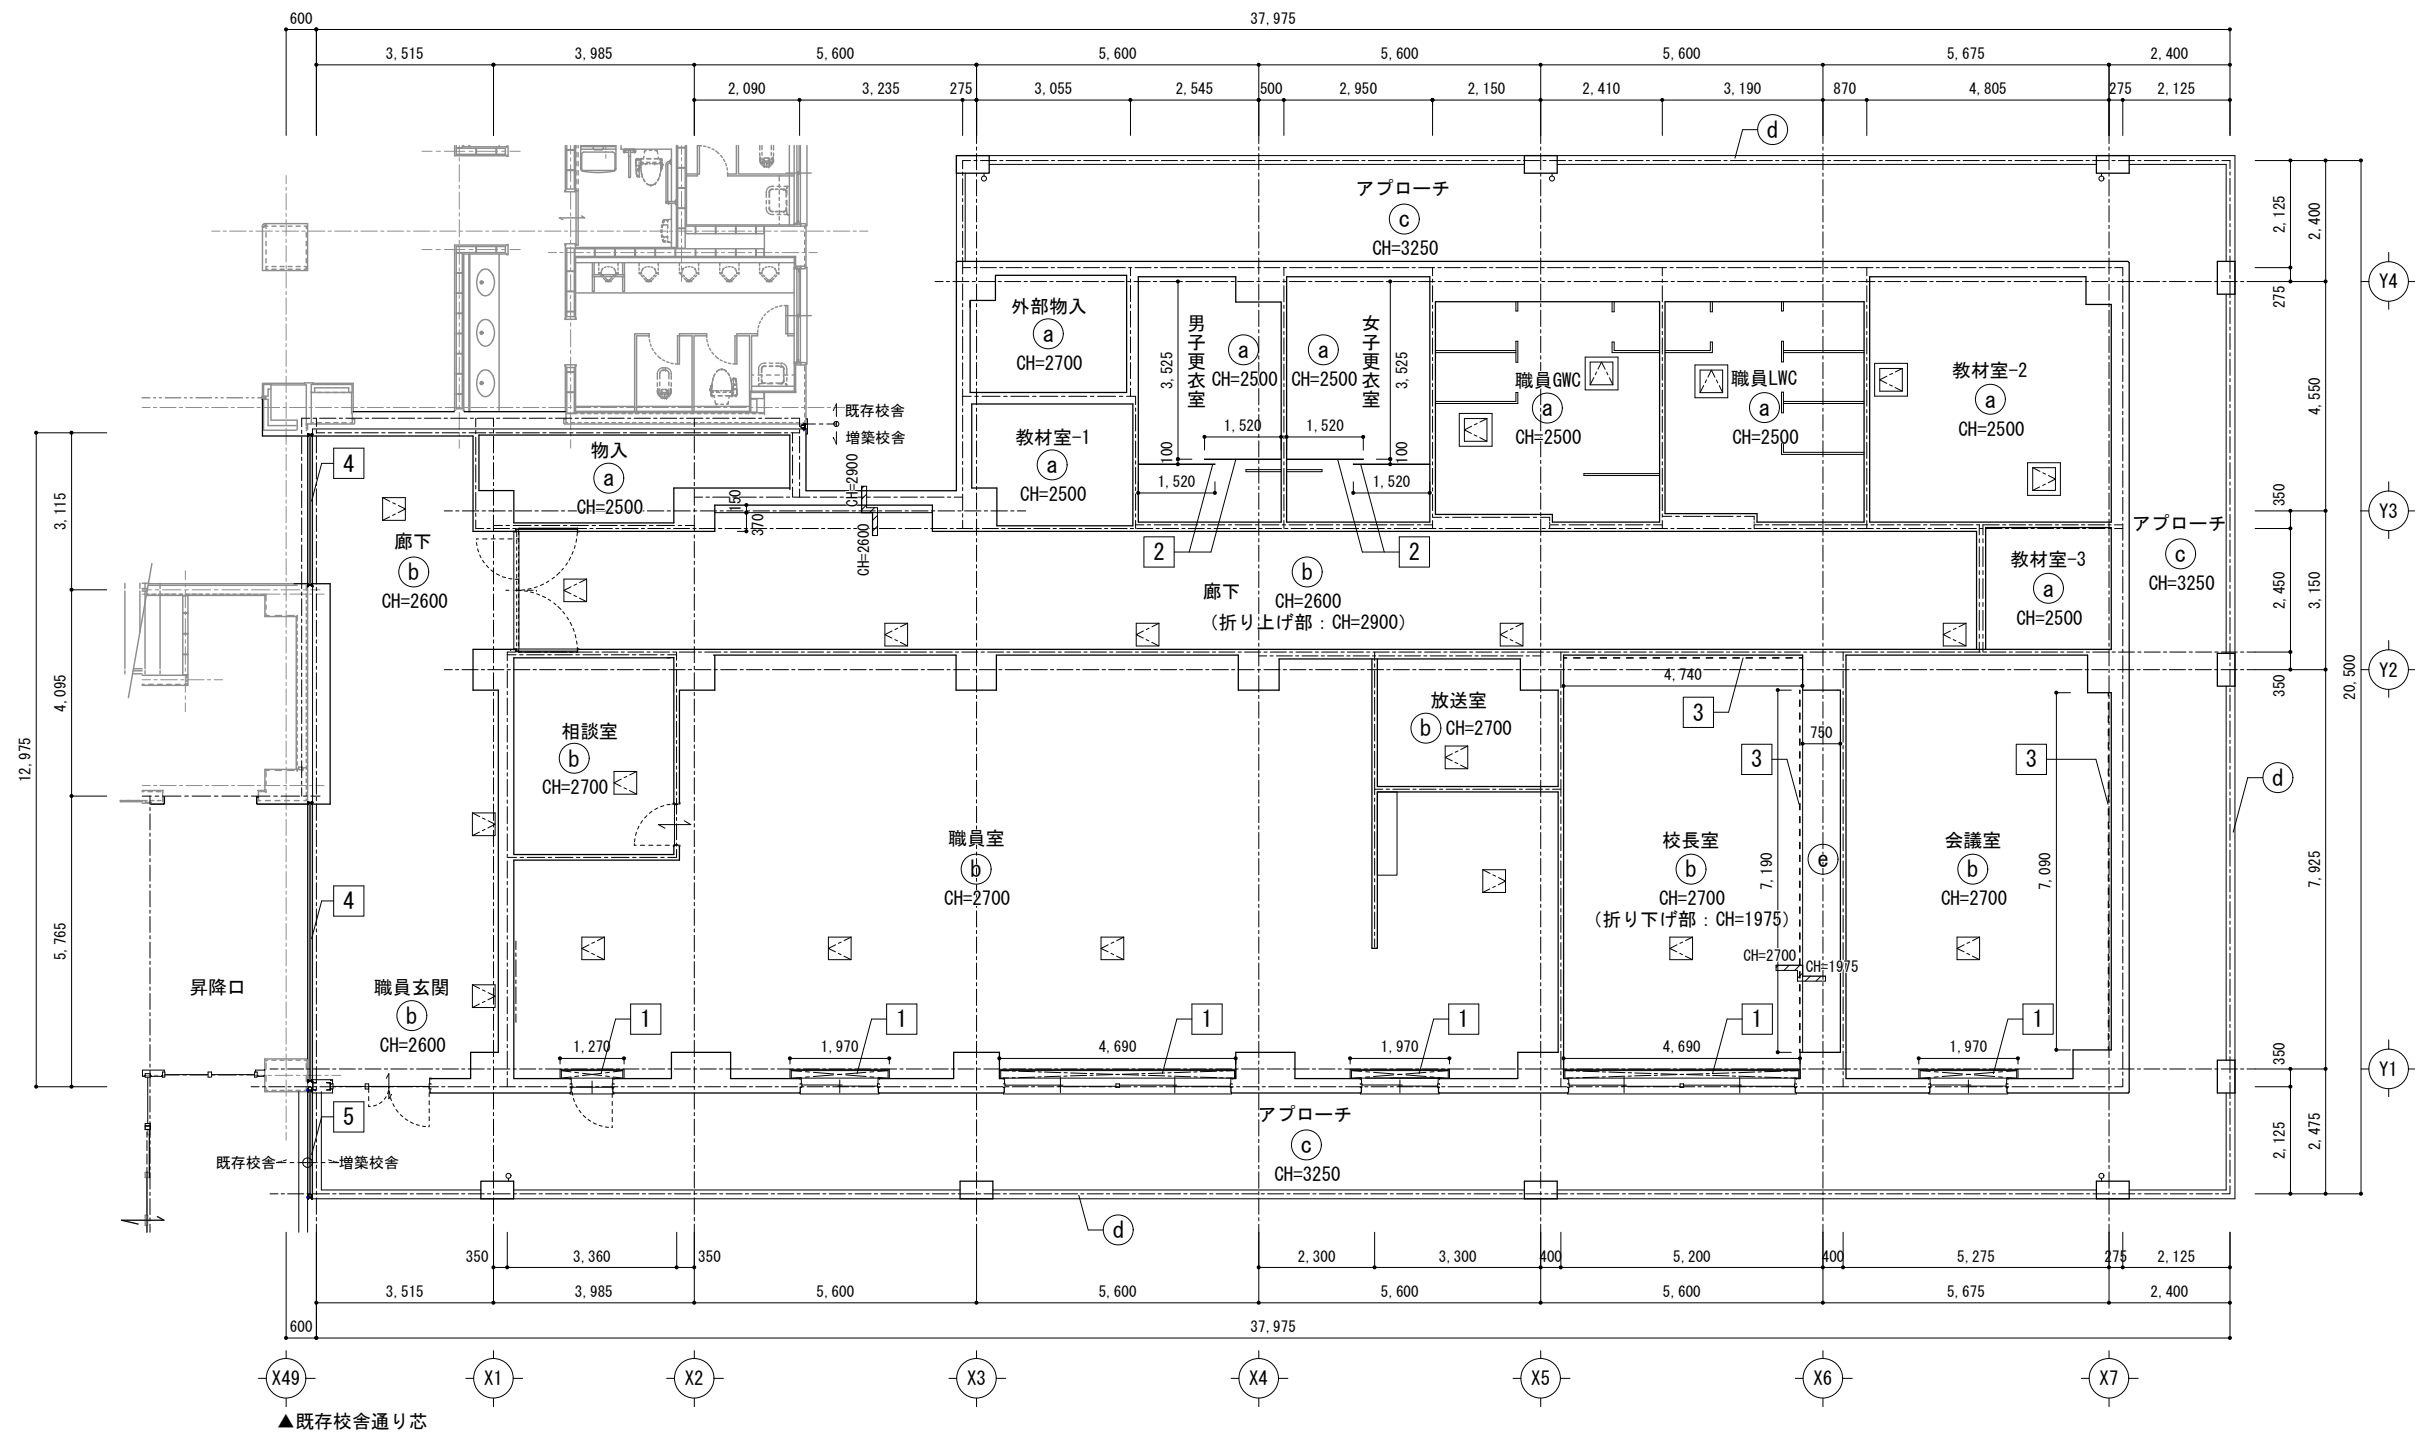 600 37,975
3,515 3,985 5,600 5,600 5,600 5,600 5,675 2,400
2,090 3,235 275 3,055 2,545 500 2,950 2,150 2,410 3,190 870 4,805 275 2,125
d
アプローチ
c
CH=3250
2,125
2,400
Y4
275
外部物入
a
CH=2700
男子更衣室
3,525
a
CH=2500
a
CH=2500
女子更衣室
3,525
職員GWC
a
CH=2500
職員LWC
a
CH=2500
教材室-2
a
CH=2500
4,550
既存校舎
増築校舎
1,520 1,520
100 100
1,520 1,520
教材室-1
a
CH=2500
物入
a
CH=2500
4
CH=2900
150
370
CH=2600
3,115
350
Y3
アプローチ
c
CH=3250
2 2
廊下
b
CH=2600
廊下
b
CH=2600
(折り上げ部:CH=2900)
教材室-3
a
CH=2500
2,450
3,150
350
Y2
20,500
12,975
4,095
相談室
b
CH=2700
放送室
b CH=2700
4,740
3
3
750
3
d
職員室
b
CH=2700
校長室
b
CH=2700
(折り下げ部:CH=1975)
7,190
e
会議室
b
CH=2700
7,090
7,925
CH=2700
CH=1975
4
5,765
昇降口
職員玄関
b
CH=2600
1 1 1 1 1 1
1,270 1,970 4,690 1,970 4,690 1,970
350
Y1
5
アプローチ
c
CH=3250
既存校舎 増築校舎
2,125
2,475
d
350 3,360 350 2,300 3,300 400 5,200 400 5,275 275 2,125
3,515 3,985 5,600 5,600 5,600 5,600 5,675 2,400
600 37,975
X49 X1 X2 X3 X4 X5 X6 X7
▲既存校舎通り芯